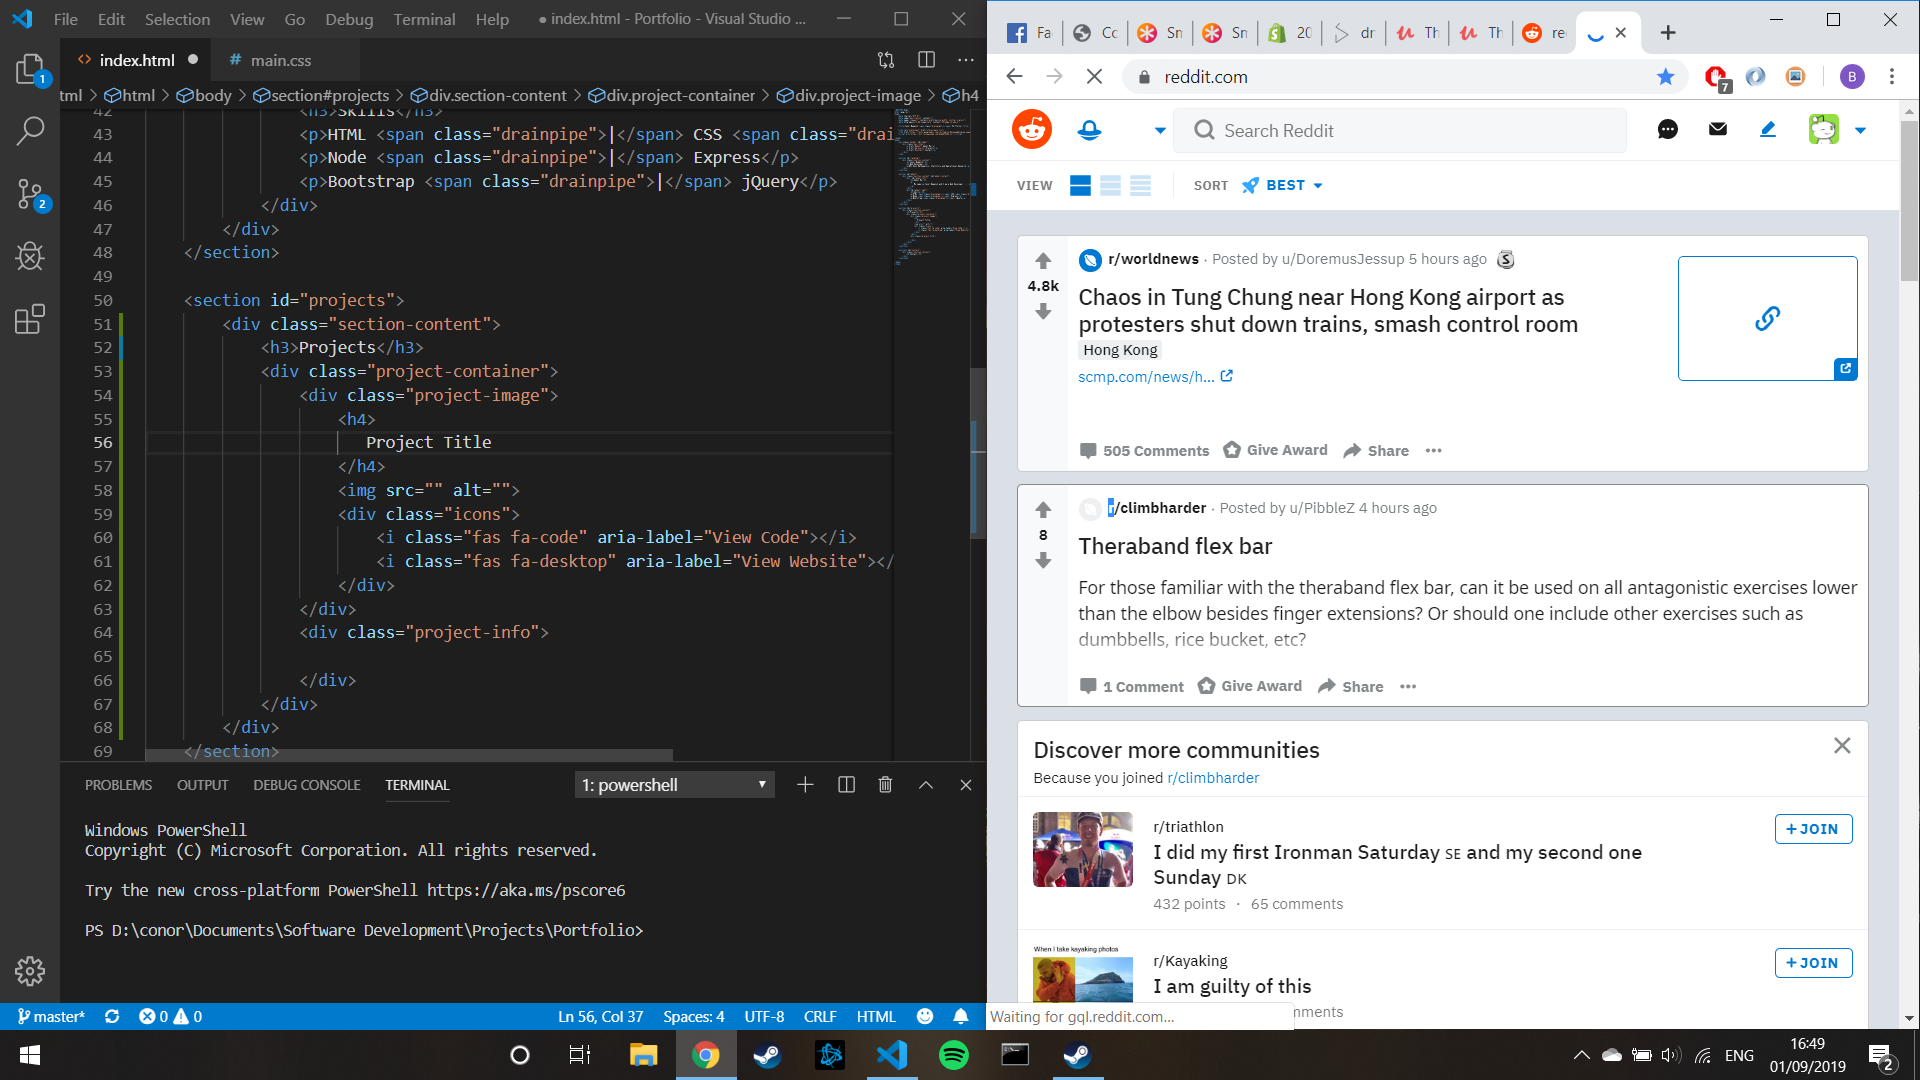 File Edit Selection View Go Debug Terminal Help ● index.html - Portfolio - Visual Studio ...
index.html ●
# main.css
tml > html > body > section#projects > div.section-content > div.project-container > div.project-image > h4
42 <h3>Skills</h3>
43 <p>HTML <span class="drainpipe">|</span> CSS <span class="drai
44 <p>Node <span class="drainpipe">|</span> Express</p>
45 <p>Bootstrap <span class="drainpipe">|</span> jQuery</p>
46 </div>
47 </div>
48 </section>
49
50 <section id="projects">
51 <div class="section-content">
52 <h3>Projects</h3>
53 <div class="project-container">
54 <div class="project-image">
55 <h4>
56 Project Title
57 </h4>
58 <img src="" alt="">
59 <div class="icons">
60 <i class="fas fa-code" aria-label="View Code"></i>
61 <i class="fas fa-desktop" aria-label="View Website"></
62 </div>
63 </div>
64 <div class="project-info">
65
66 </div>
67 </div>
68 </div>
69 </section>
1
2
PROBLEMS OUTPUT DEBUG CONSOLE TERMINAL 1: powershell
Windows PowerShell
Copyright (C) Microsoft Corporation. All rights reserved.
Try the new cross-platform PowerShell https://aka.ms/pscore6
PS D:\conor\Documents\Software Development\Projects\Portfolio>
master* 0 0 Ln 56, Col 37 Spaces: 4 UTF-8 CRLF HTML
Fa Co Sn Sn 20 dr Th Th re
reddit.com
7
B
Search Reddit
VIEW SORT BEST
4.8k
r/worldnews · Posted by u/DoremusJessup 5 hours ago
Chaos in Tung Chung near Hong Kong airport as
protesters shut down trains, smash control room
Hong Kong
scmp.com/news/h...
505 Comments Give Award Share
8
r/climbharder · Posted by u/PibbleZ 4 hours ago
Theraband flex bar
For those familiar with the theraband flex bar, can it be used on all antagonistic exercises lower
than the elbow besides finger extensions? Or should one include other exercises such as
dumbbells, rice bucket, etc?
1 Comment Give Award Share
Discover more communities
Because you joined r/climbharder
r/triathlon
I did my first Ironman Saturday SE and my second one
Sunday DK
432 points · 65 comments
+ JOIN
When I take kayaking photos
r/Kayaking
I am guilty of this
mments
+ JOIN
Waiting for gql.reddit.com...
ENG
16:49
01/09/2019
2